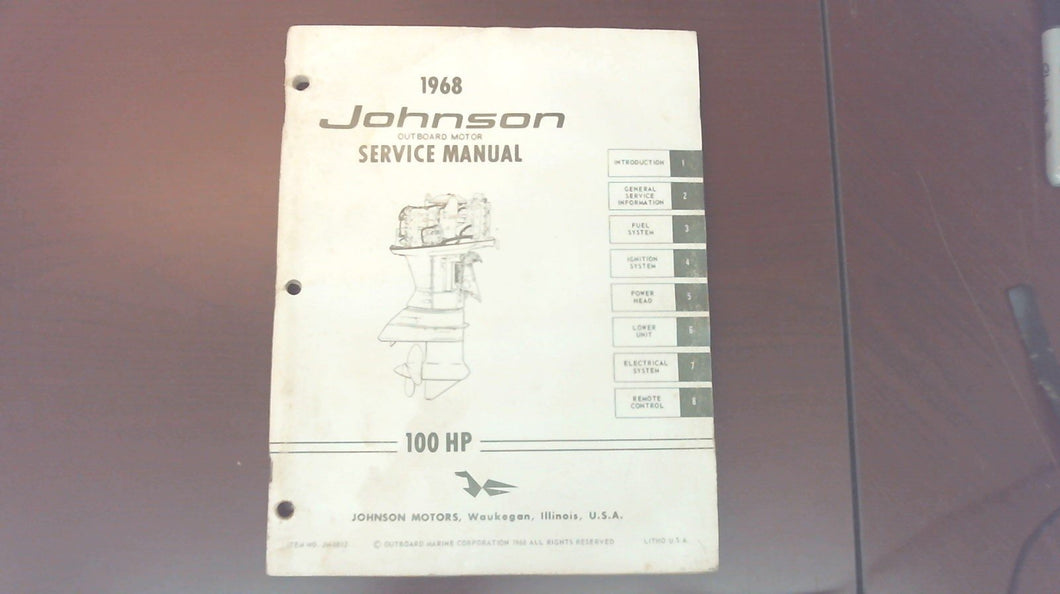 1968
Johnson
OUTBOARD MOTOR
SERVICE MANUAL
INTRODUCTION 1
GENERAL
SERVICE
INFORMATION 2
FUEL
SYSTEM 3
IGNITION
SYSTEM 4
POWER
HEAD 5
LOWER
UNIT 6
ELECTRICAL
SYSTEM 7
REMOTE
CONTROL 8
100 HP
JOHNSON MOTORS, Waukegan, Illinois, U.S.A.
ITEM NO. © OUTBOARD MARINE CORPORATION 1968 ALL RIGHTS RESERVED LITHO U.S.A.